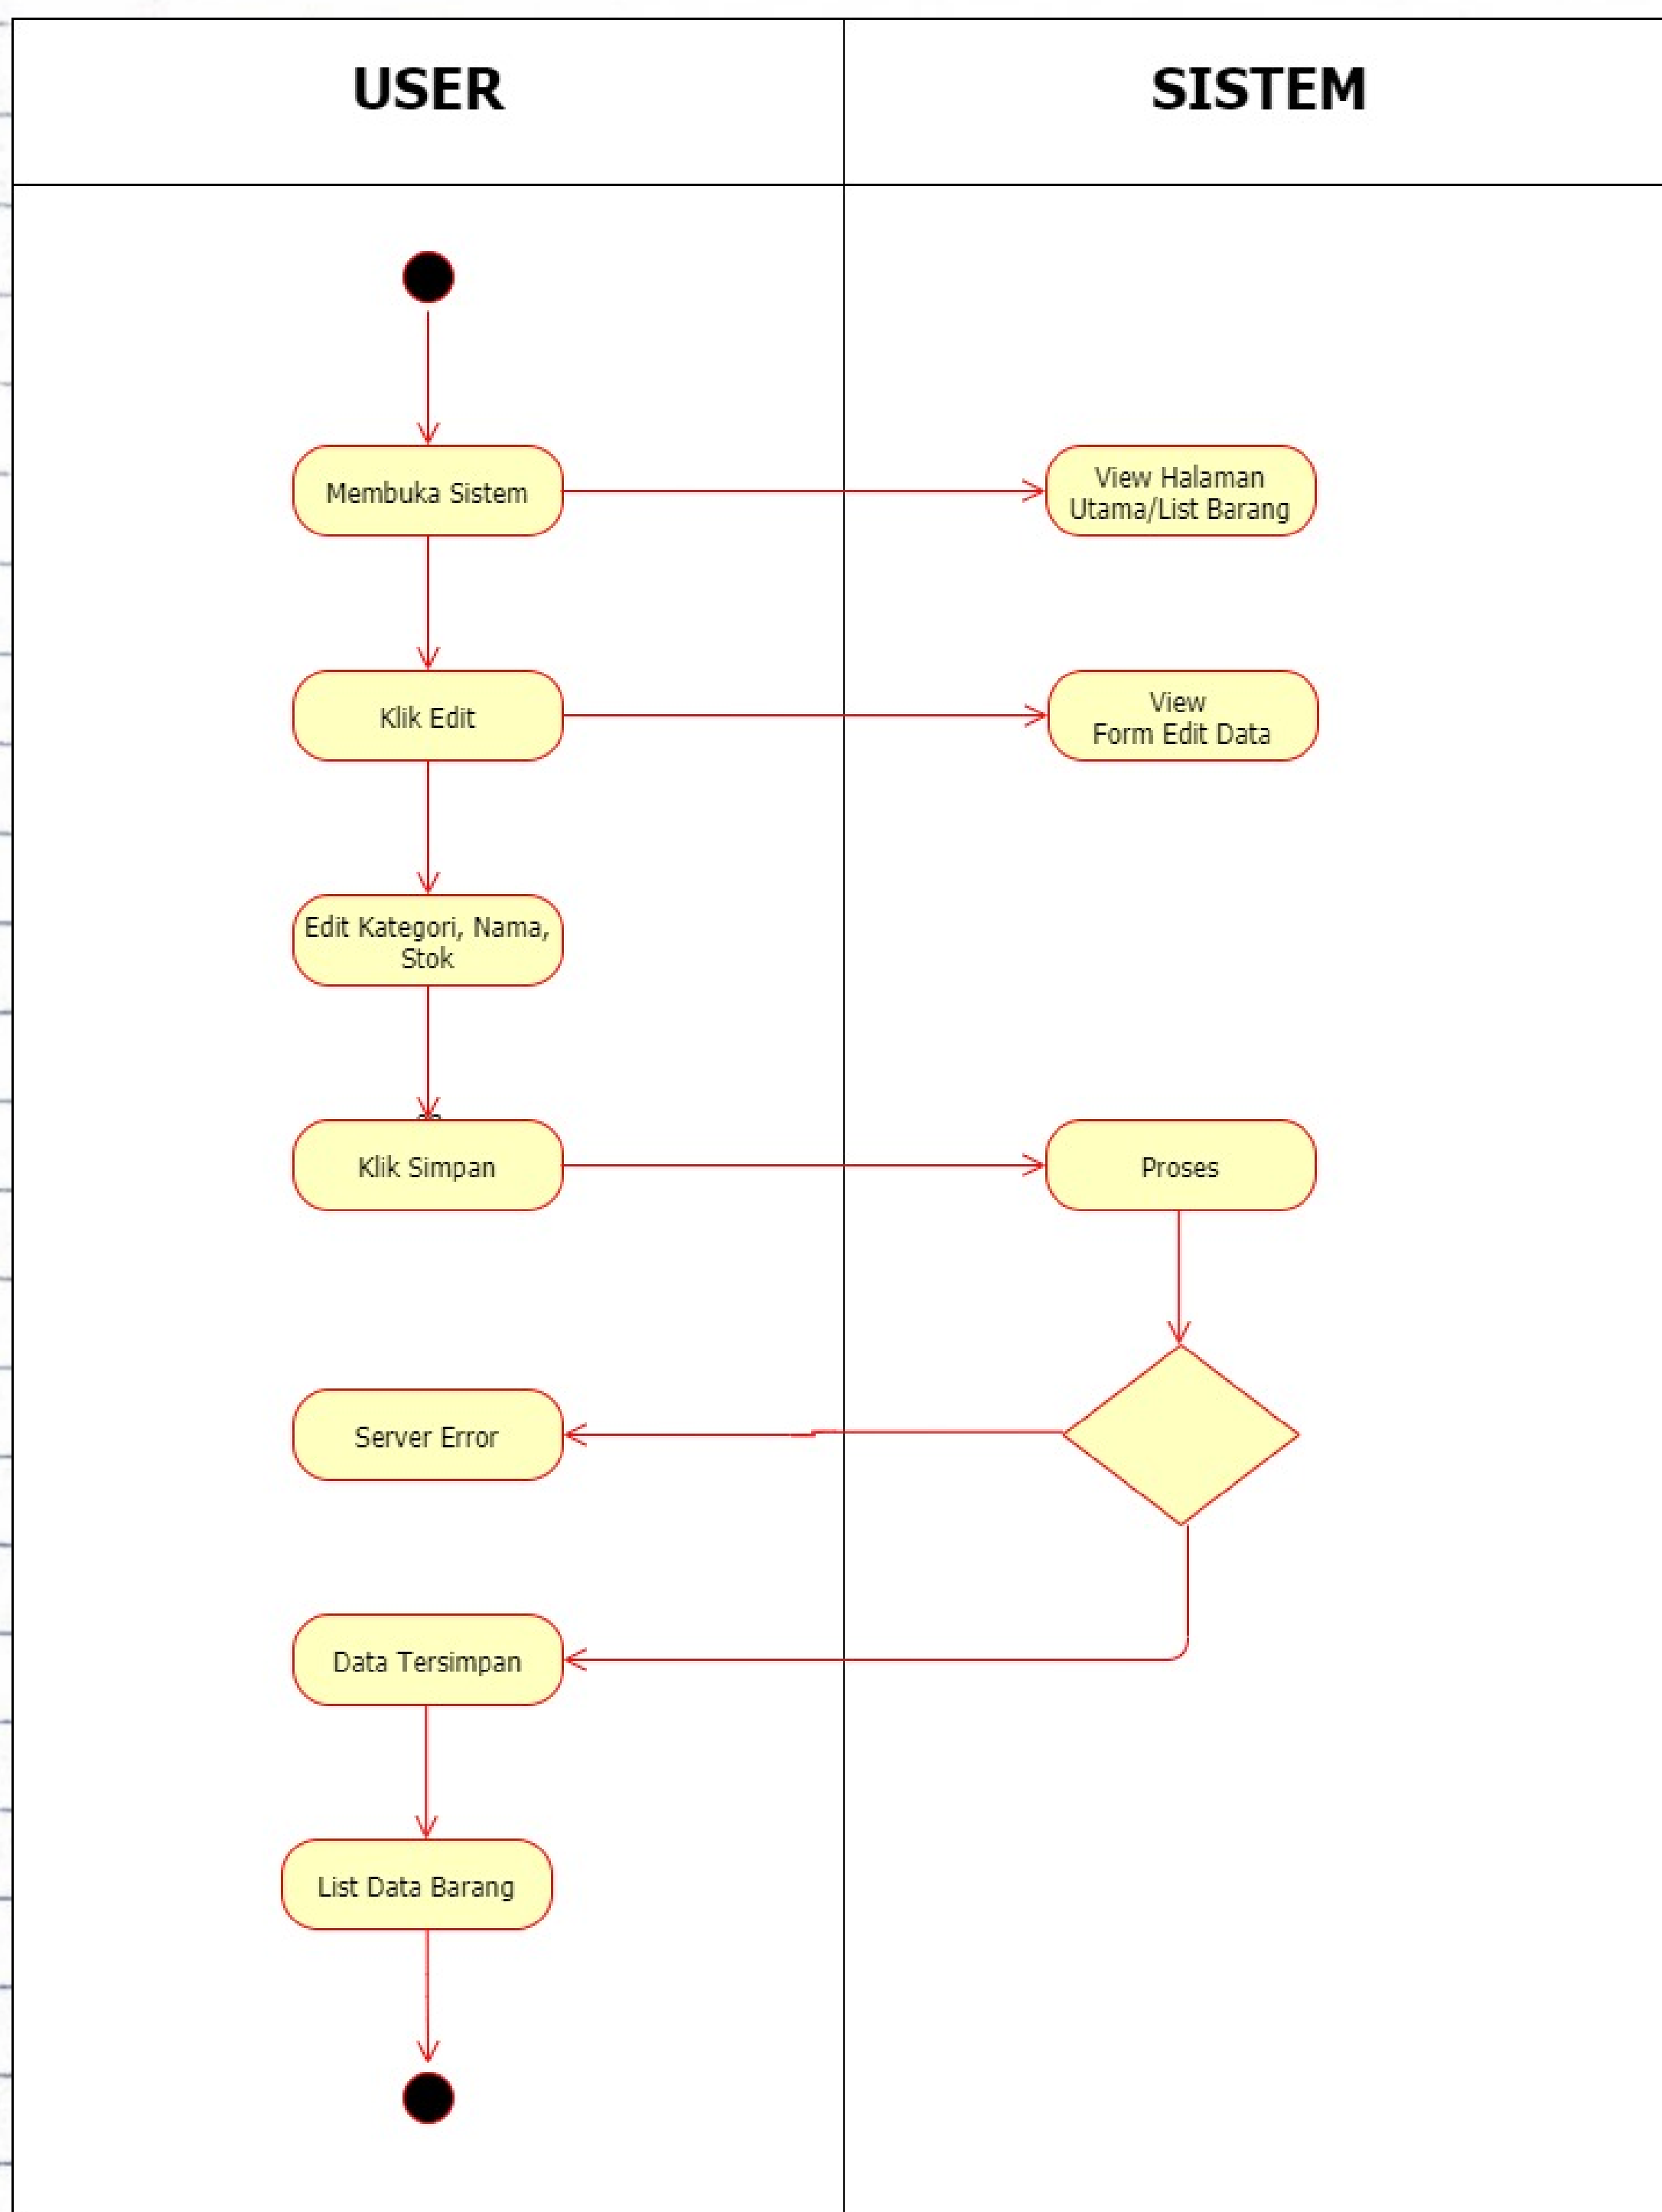 USER
SISTEM
Membuka Sistem
View Halaman
Utama/List Barang
Klik Edit
View
Form Edit Data
Edit Kategori, Nama,
Stok
Klik Simpan
Proses
Server Error
Data Tersimpan
List Data Barang